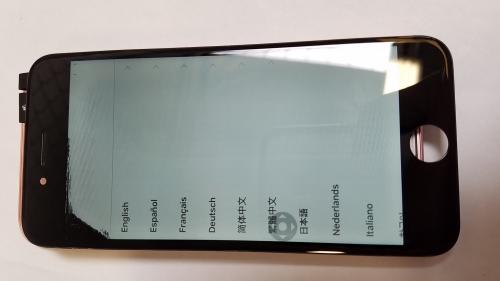 English
Español
Français
Deutsch
简体中文
繁體中文
日本語
Nederlands
Italiano